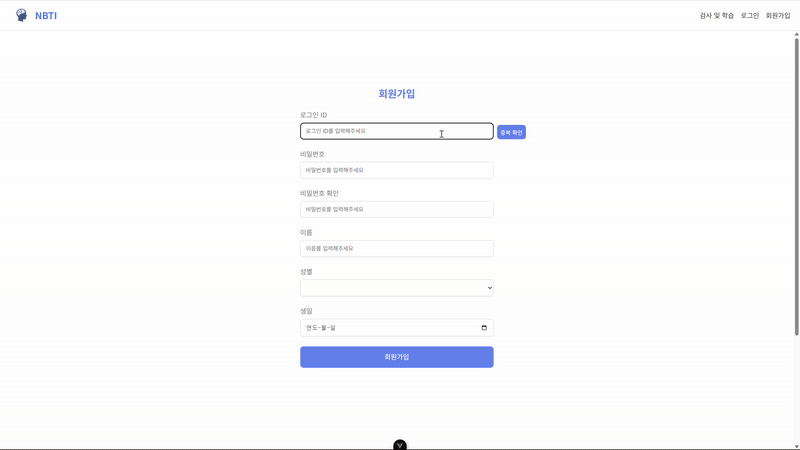 NBTI
검사 및 학습 로그인 회원가입
회원가입
로그인 ID
로그인 ID를 입력해주세요
중복 확인
비밀번호
비밀번호를 입력해주세요
비밀번호 확인
비밀번호를 입력해주세요
이름
이름를 입력해주세요
성별
생일
연도-월-일
회원가입